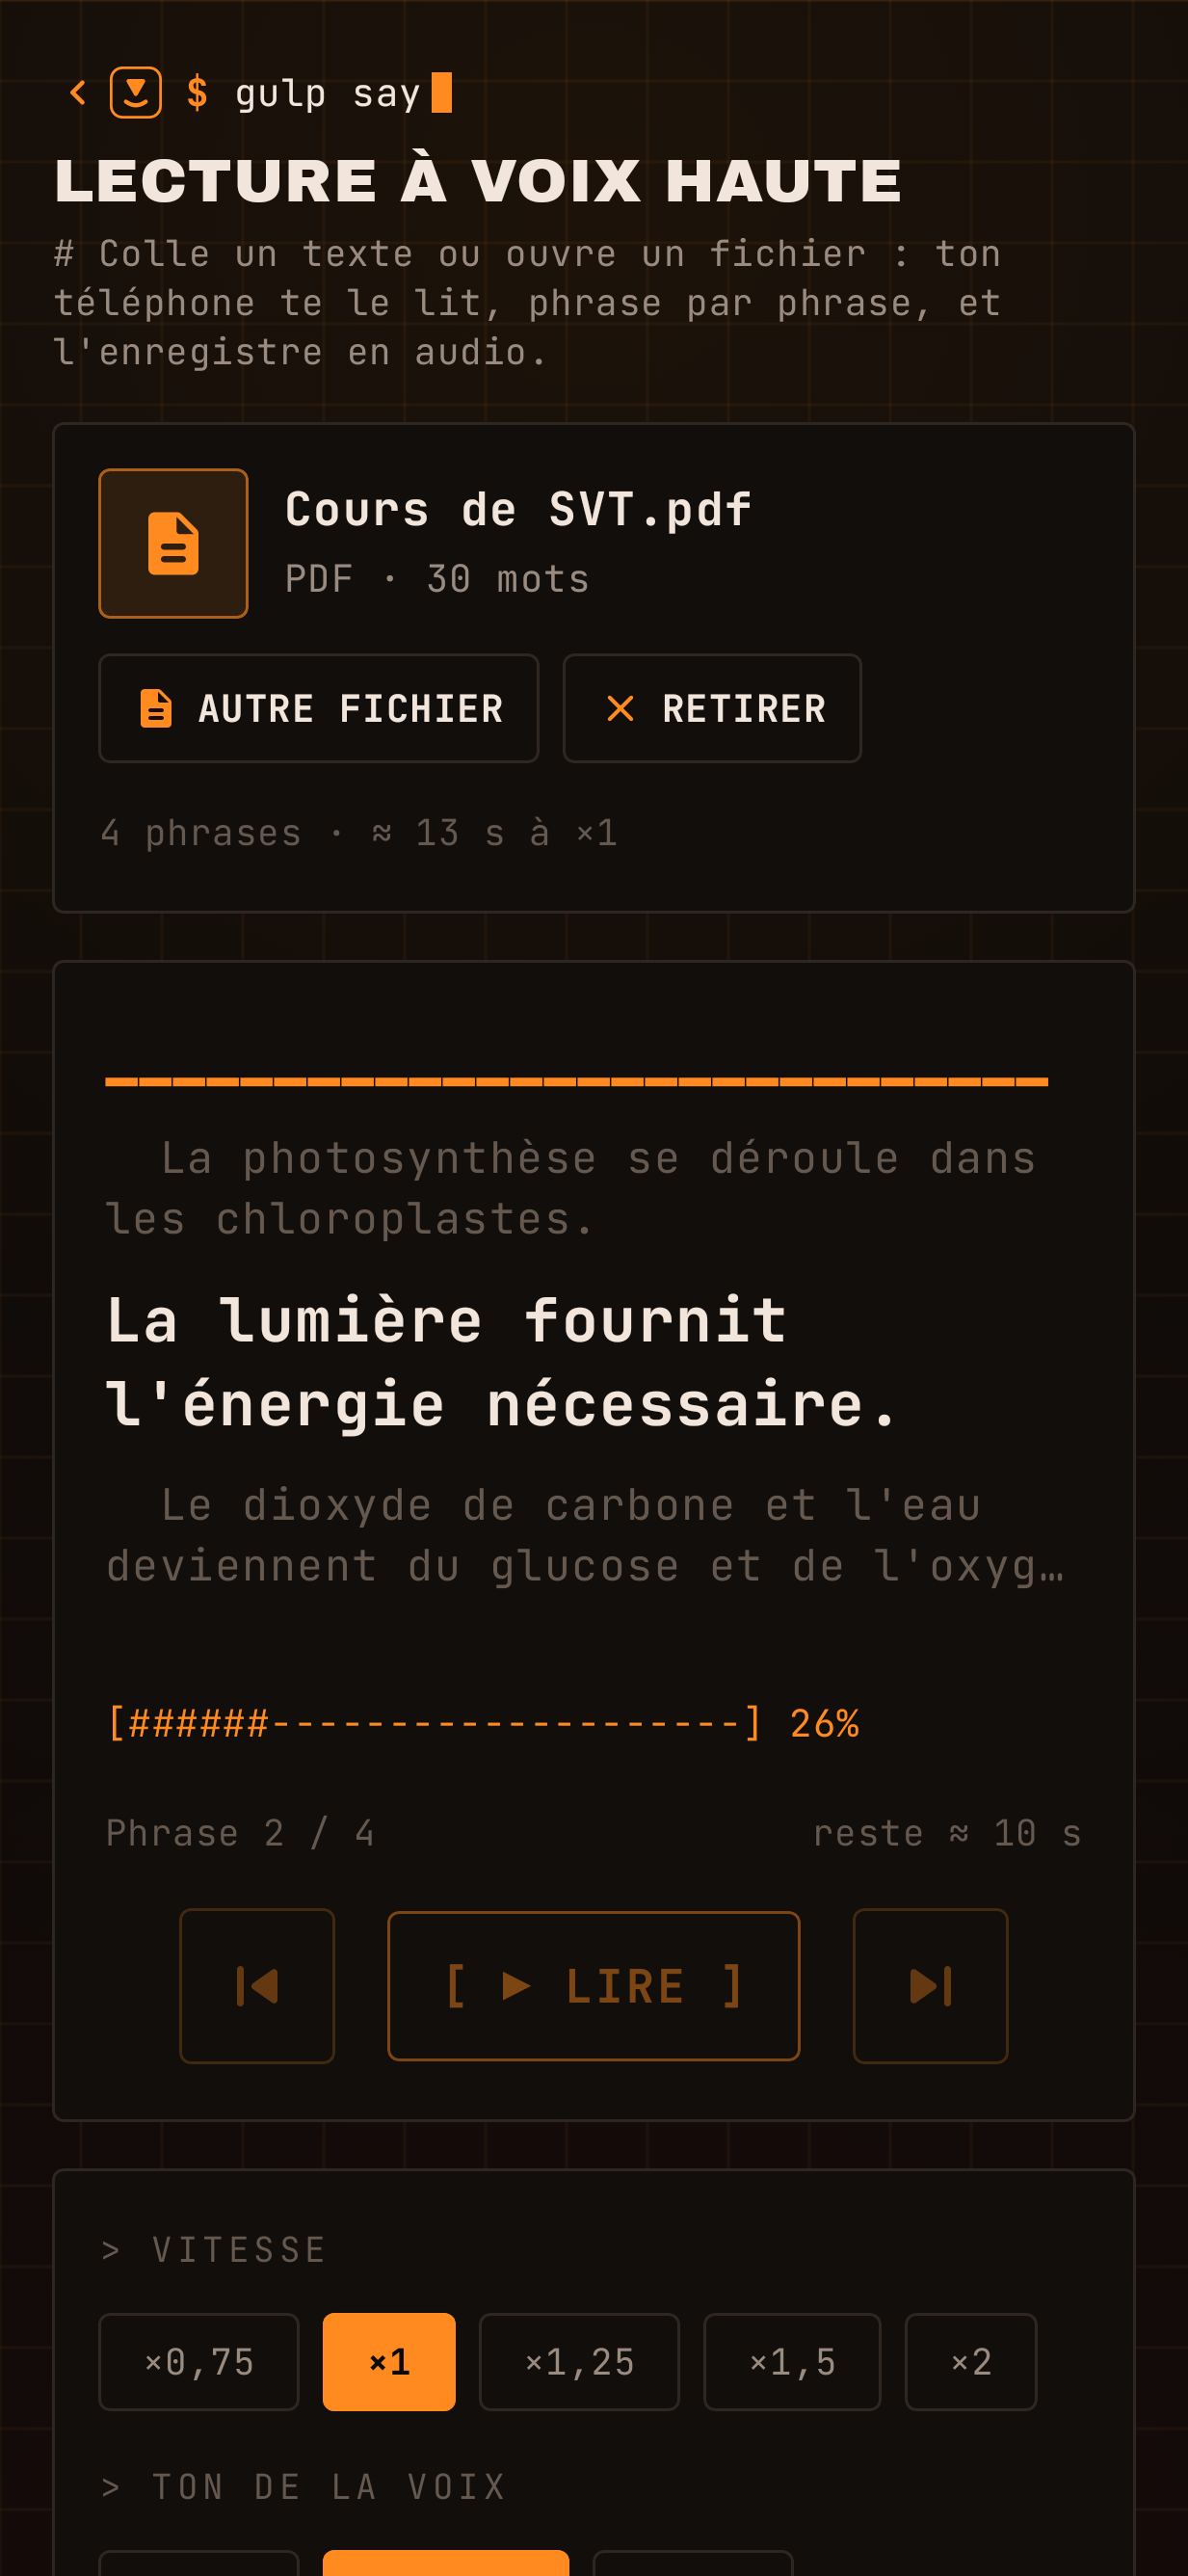 $ gulp say
LECTURE À VOIX HAUTE
# Colle un texte ou ouvre un fichier : ton
téléphone te le lit, phrase par phrase, et
l'enregistre en audio.
Cours de SVT.pdf
PDF · 30 mots
AUTRE FICHIER
RETIRER
4 phrases · ≈ 13 s à ×1
La photosynthèse se déroule dans
les chloroplastes.
La lumière fournit
l'énergie nécessaire.
Le dioxyde de carbone et l'eau
deviennent du glucose et de l'oxyg…
[######--------------------] 26%
Phrase 2 / 4
reste ≈ 10 s
[ ▶ LIRE ]
> VITESSE
×0,75
×1
×1,25
×1,5
×2
> TON DE LA VOIX